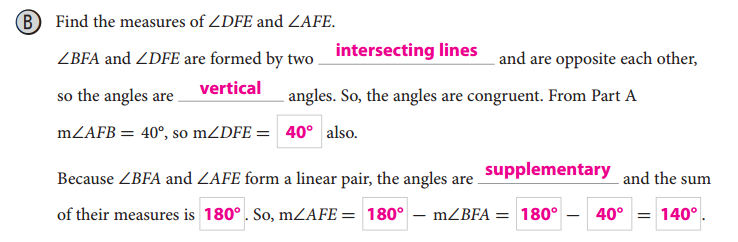 B Find the measures of ∠DFE and ∠AFE.
∠BFA and ∠DFE are formed by two intersecting lines and are opposite each other,
so the angles are vertical angles. So, the angles are congruent. From Part A
m∠AFB = 40°, so m∠DFE = 40° also.
Because ∠BFA and ∠AFE form a linear pair, the angles are supplementary and the sum
of their measures is 180°. So, m∠AFE = 180° − m∠BFA = 180° − 40° = 140°.